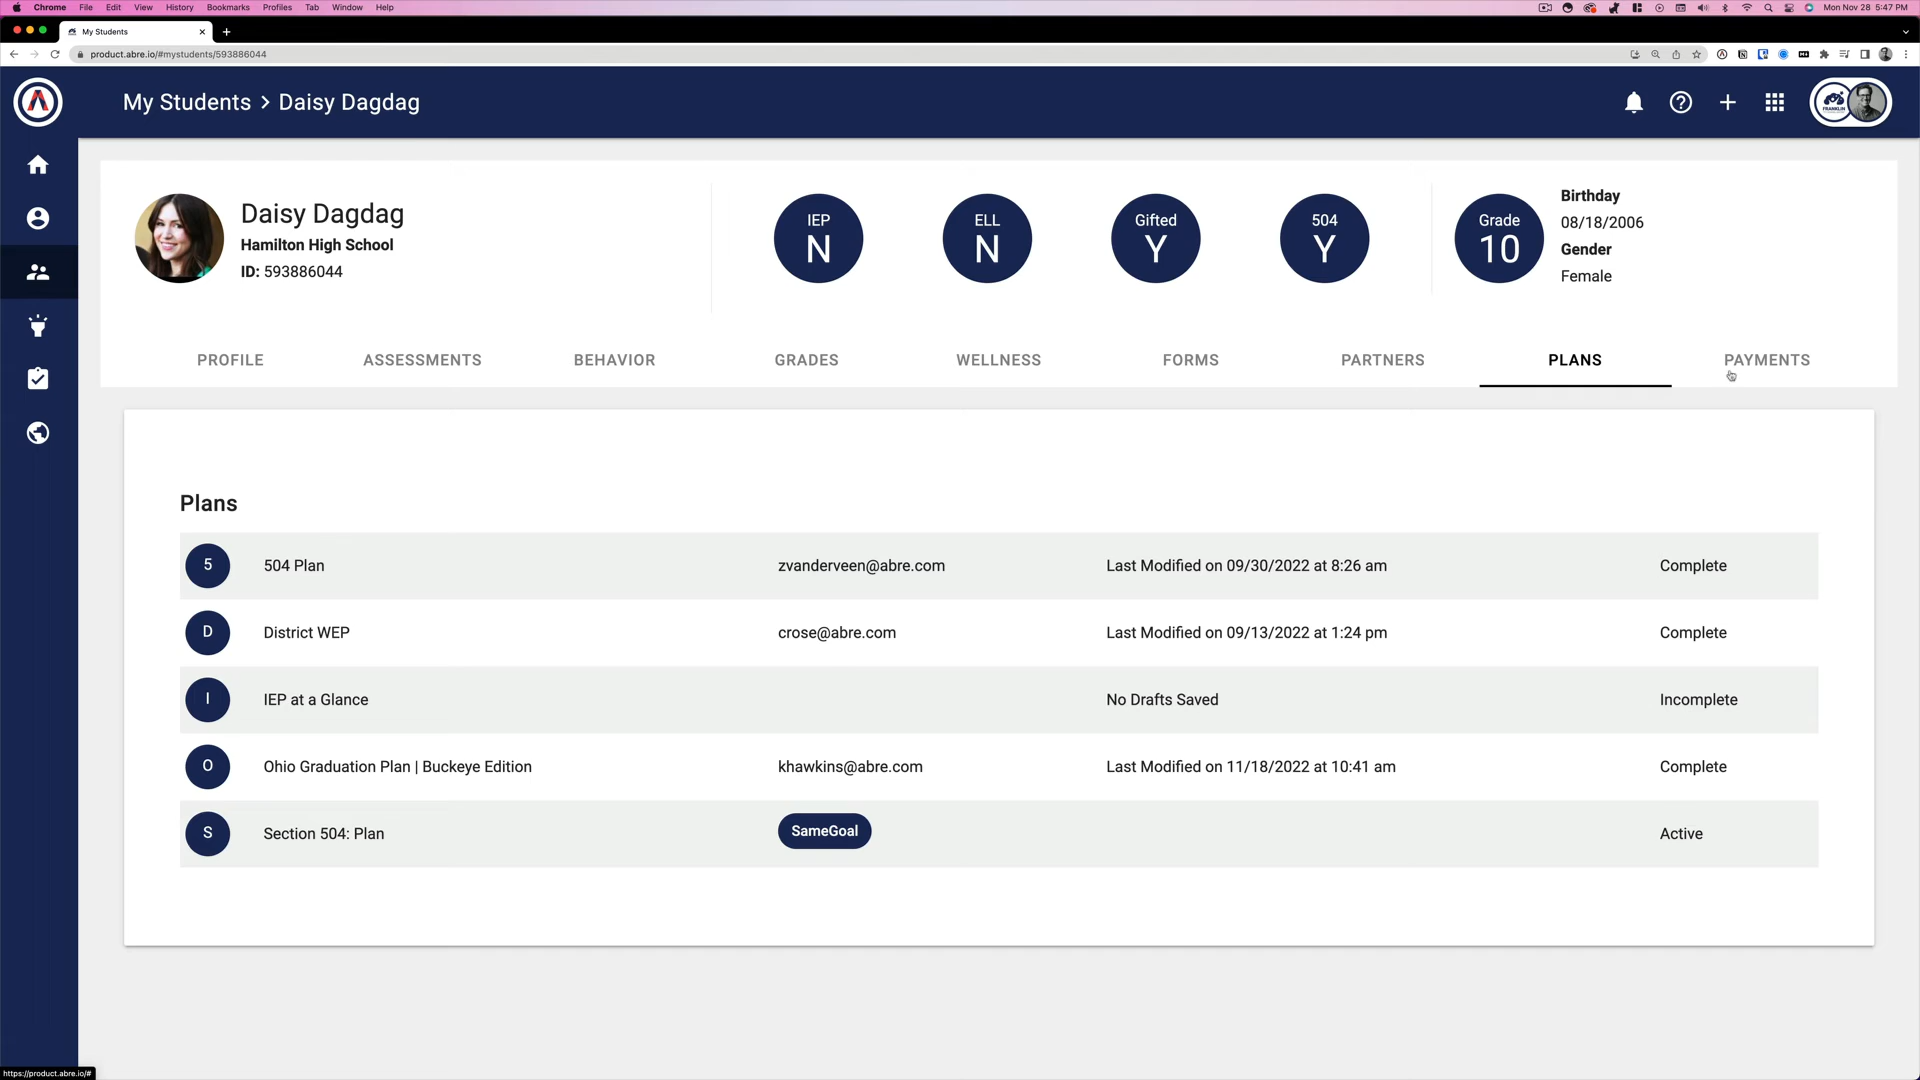 Chrome File Edit View History Bookmarks Profiles Tab Window Help
Mon Nov 28 5:47 PM
My Students
product.abre.io/#mystudents/593886044
My Students > Daisy Dagdag
FRANKLIN
Daisy Dagdag
Hamilton High School
ID: 593886044
IEP
N
ELL
N
Gifted
Y
504
Y
Grade
10
Birthday
08/18/2006
Gender
Female
PROFILE ASSESSMENTS BEHAVIOR GRADES WELLNESS FORMS PARTNERS PLANS PAYMENTS
Plans
5 504 Plan zvanderveen@abre.com Last Modified on 09/30/2022 at 8:26 am Complete
D District WEP crose@abre.com Last Modified on 09/13/2022 at 1:24 pm Complete
I IEP at a Glance No Drafts Saved Incomplete
O Ohio Graduation Plan | Buckeye Edition khawkins@abre.com Last Modified on 11/18/2022 at 10:41 am Complete
S Section 504: Plan SameGoal Active
https://product.abre.io/#